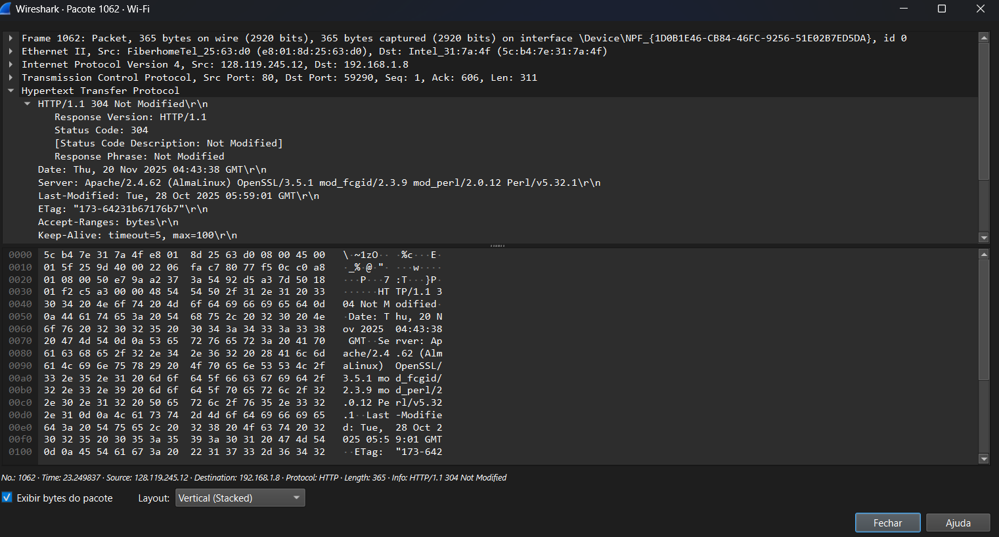 Wireshark · Pacote 1062 · Wi-Fi
Frame 1062: Packet, 365 bytes on wire (2920 bits), 365 bytes captured (2920 bits) on interface \Device\NPF_{1D0B1E46-CB84-46FC-9256-51E02B7ED5DA}, id 0
Ethernet II, Src: FiberhomeTel_25:63:d0 (e8:01:8d:25:63:d0), Dst: Intel_31:7a:4f (5c:b4:7e:31:7a:4f)
Internet Protocol Version 4, Src: 128.119.245.12, Dst: 192.168.1.8
Transmission Control Protocol, Src Port: 80, Dst Port: 59290, Seq: 1, Ack: 606, Len: 311
Hypertext Transfer Protocol
HTTP/1.1 304 Not Modified\r\n
Response Version: HTTP/1.1
Status Code: 304
[Status Code Description: Not Modified]
Response Phrase: Not Modified
Date: Thu, 20 Nov 2025 04:43:38 GMT\r\n
Server: Apache/2.4.62 (AlmaLinux) OpenSSL/3.5.1 mod_fcgid/2.3.9 mod_perl/2.0.12 Perl/v5.32.1\r\n
Last-Modified: Tue, 28 Oct 2025 05:59:01 GMT\r\n
ETag: "173-64231b67176b7"\r\n
Accept-Ranges: bytes\r\n
Keep-Alive: timeout=5, max=100\r\n
0000 5c b4 7e 31 7a 4f e8 01 8d 25 63 d0 08 00 45 00 \·~1zO·· ·%c···E·
0010 01 5f 25 9d 40 00 22 06 fa c7 80 77 f5 0c c0 a8 ·_%·@·"· ···w····
0020 01 08 00 50 e7 9a a2 37 3a 54 92 d5 a3 7d 50 18 ···P···7 :T···}P·
0030 01 f2 c5 a3 00 00 48 54 54 50 2f 31 2e 31 20 33 ······HT TP/1.1 3
0040 30 34 20 4e 6f 74 20 4d 6f 64 69 66 69 65 64 0d 04 Not M odified·
0050 0a 44 61 74 65 3a 20 54 68 75 2c 20 32 30 20 4e ·Date: T hu, 20 N
0060 6f 76 20 32 30 32 35 20 30 34 3a 34 33 3a 33 38 ov 2025 04:43:38
0070 20 47 4d 54 0d 0a 53 65 72 76 65 72 3a 20 41 70 GMT··Se rver: Ap
0080 61 63 68 65 2f 32 2e 34 2e 36 32 20 28 41 6c 6d ache/2.4 .62 (Alm
0090 61 4c 69 6e 75 78 29 20 4f 70 65 6e 53 53 4c 2f aLinux) OpenSSL/
00a0 33 2e 35 2e 31 20 6d 6f 64 5f 66 63 67 69 64 2f 3.5.1 mo d_fcgid/
00b0 32 2e 33 2e 39 20 6d 6f 64 5f 70 65 72 6c 2f 32 2.3.9 mo d_perl/2
00c0 2e 30 2e 31 32 20 50 65 72 6c 2f 76 35 2e 33 32 .0.12 Pe rl/v5.32
00d0 2e 31 0d 0a 4c 61 73 74 2d 4d 6f 64 69 66 69 65 .1··Last -Modifie
00e0 64 3a 20 54 75 65 2c 20 32 38 20 4f 63 74 20 32 d: Tue, 28 Oct 2
00f0 30 32 35 20 30 35 3a 35 39 3a 30 31 20 47 4d 54 025 05:5 9:01 GMT
0100 0d 0a 45 54 61 67 3a 20 22 31 37 33 2d 36 34 32 ··ETag: "173-642
No.: 1062 · Time: 23.249837 · Source: 128.119.245.12 · Destination: 192.168.1.8 · Protocol: HTTP · Length: 365 · Info: HTTP/1.1 304 Not Modified
Exibir bytes do pacote Layout: Vertical (Stacked)
Fechar Ajuda